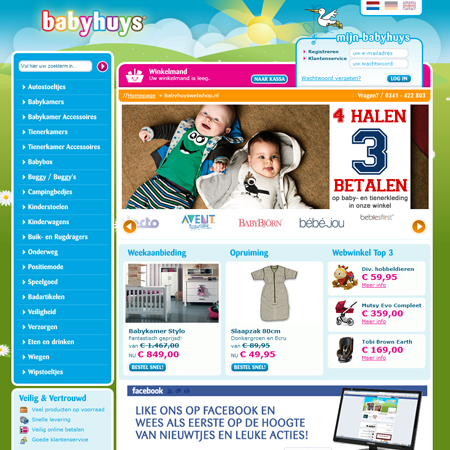 babyhuys
mijn-babyhuys
Registreren
Klantenservice
uw e-mailadres
uw wachtwoord
Wachtwoord vergeten?
LOG IN
Vul hier uw zoekterm in...
Winkelmand
Uw winkelmand is leeg.
NAAR KASSA
//Homepage > Babyhuyswebshop.nl
Vragen? / 0341 - 422 803
Autostoeltjes
Babykamers
Babykamer Accessoires
Tienerkamers
Tienerkamer Accessoires
Babybox
Buggy / Buggy's
Campingbedjes
Kinderstoelen
Kinderwagens
Buik- en Rugdragers
Onderweg
Positiemode
Speelgoed
Badartikelen
Veiligheid
Verzorgen
Eten en drinken
Wiegen
Wipstoeltjes
4 HALEN
3
BETALEN
op baby- en tienerkleding
in onze winkel
AVENT
BABYBJÖRN
bébé-jou
Weekaanbieding
Babykamer Stylo
Fantastisch geprijsd!
van € 1.467,00
NU € 849,00
BESTEL SNEL!
Opruiming
Slaapzak 80cm
Donkergroen en Ecru
van € 89,95
NU € 49,95
BESTEL SNEL!
Webwinkel Top 3
Div. hobbeldieren
€ 59,95
Meer info
Mutsy Evo Compleet
€ 359,00
Meer info
Tobi Brown Earth
€ 169,00
Meer info
Veilig & Vertrouwd
Veel producten op voorraad
Snelle levering
Veilig online betalen
Goede klantenservice
facebook
LIKE ONS OP FACEBOOK EN
WEES ALS EERSTE OP DE HOOGTE
VAN NIEUWTJES EN LEUKE ACTIES!